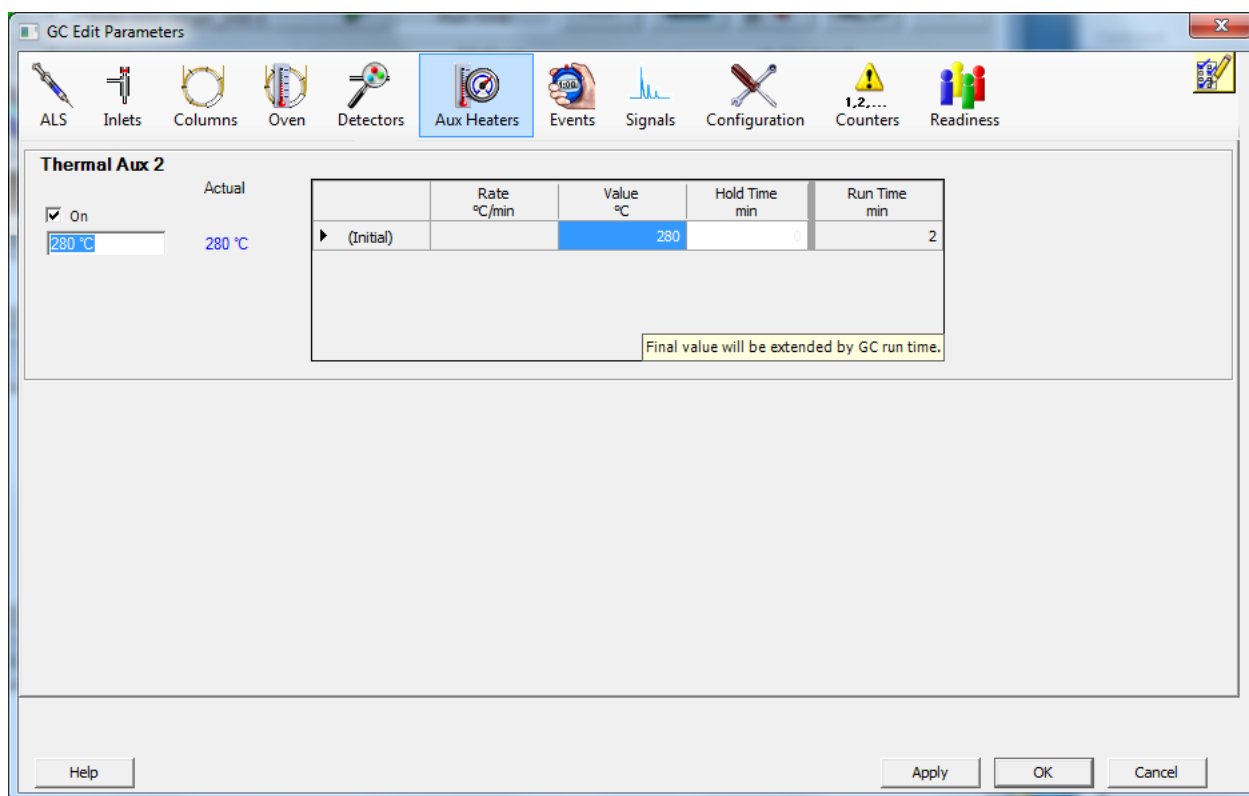 GC Edit Parameters
ALS Inlets Columns Oven Detectors Aux Heaters Events Signals Configuration Counters Readiness
1:00
1,2,...
Thermal Aux 2
Actual
On
280 °C
280 °C
Rate Value Hold Time Run Time
°C/min °C min min
(Initial) 280 0 2
Final value will be extended by GC run time.
Help Apply OK Cancel